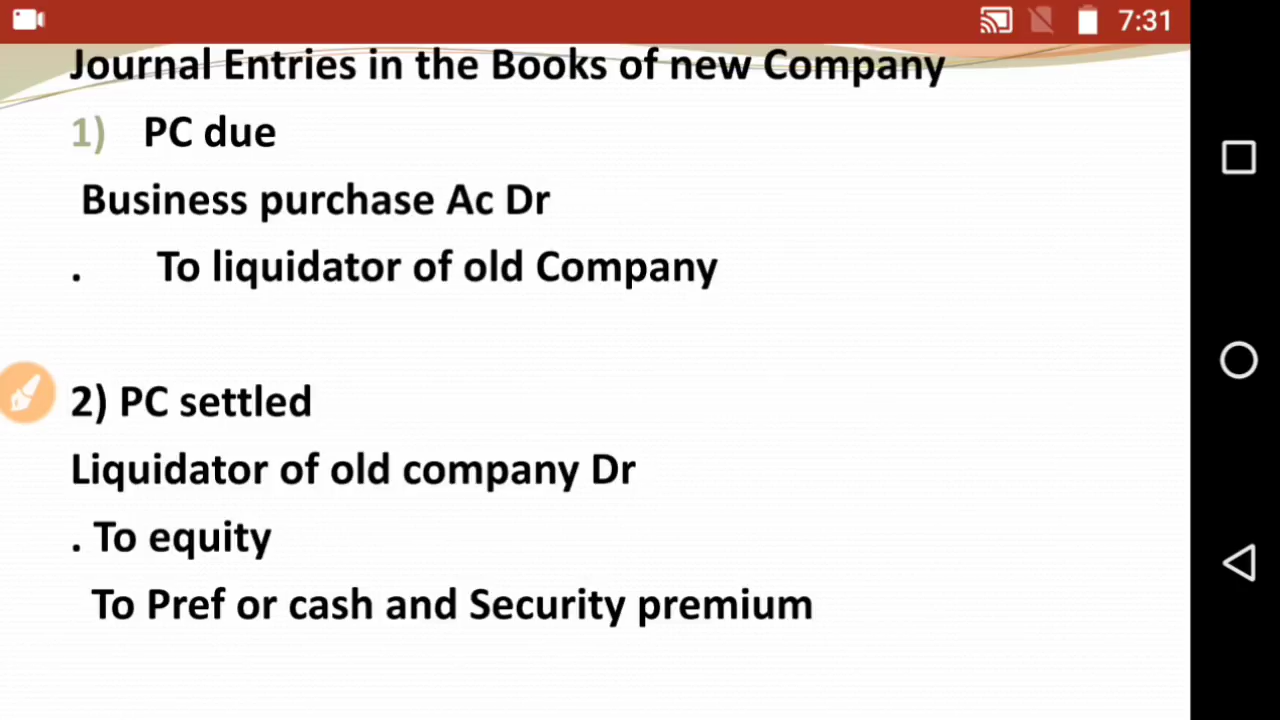 7:31
Journal Entries in the Books of new Company
1) PC due
Business purchase Ac Dr
. To liquidator of old Company
2) PC settled
Liquidator of old company Dr
. To equity
To Pref or cash and Security premium